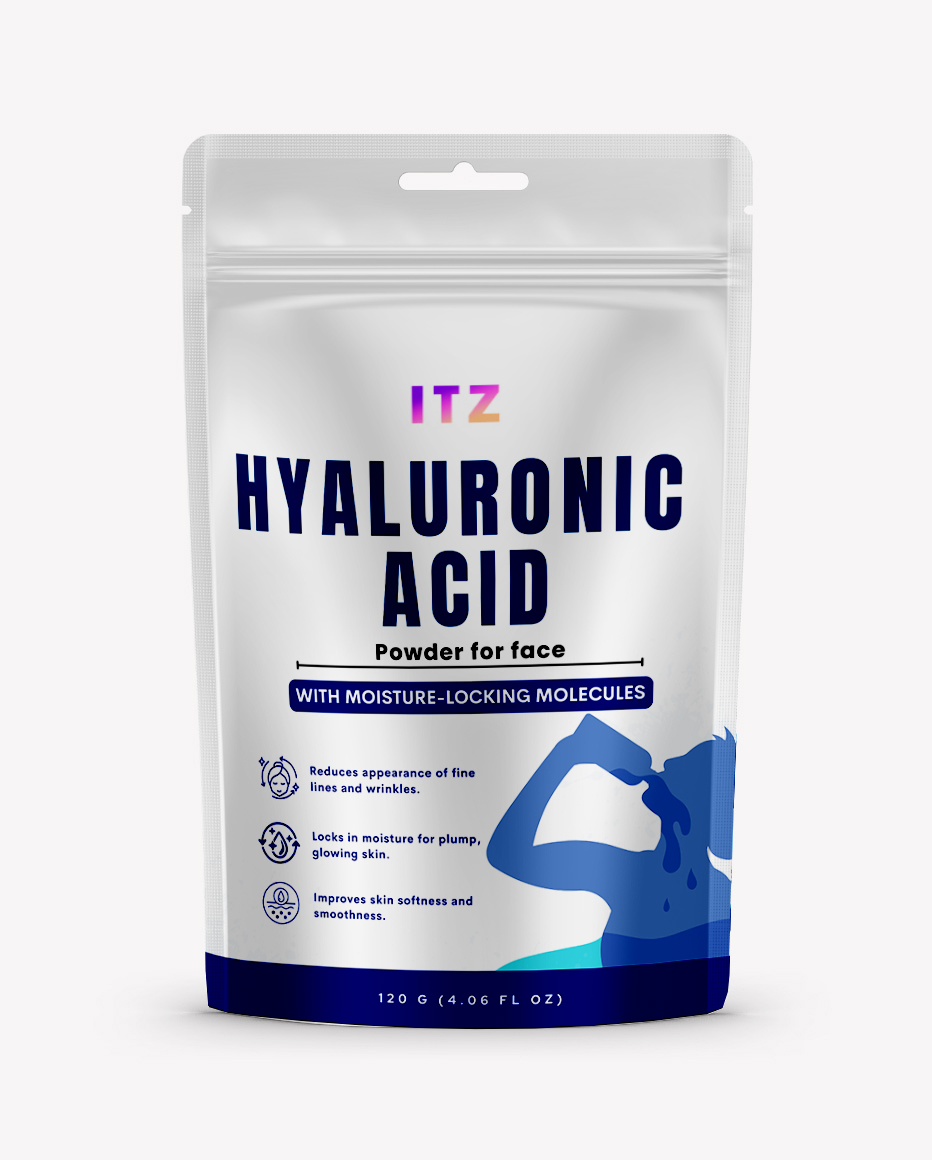 ITZ
HYALURONIC
ACID
Powder for face
WITH MOISTURE-LOCKING MOLECULES
Reduces appearance of fine
lines and wrinkles.
Locks in moisture for plump,
glowing skin.
Improves skin softness and
smoothness.
120 G (4.06 FL OZ)